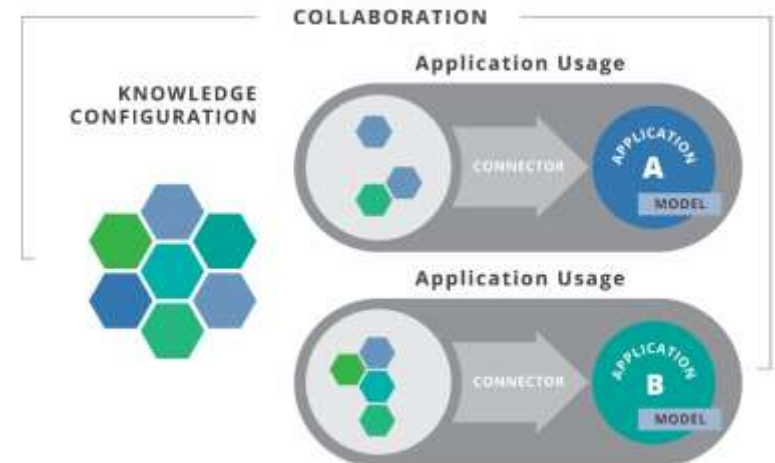 COLLABORATION
KNOWLEDGE
CONFIGURATION
Application Usage
CONNECTOR
APPLICATION
A
MODEL
Application Usage
CONNECTOR
APPLICATION
B
MODEL